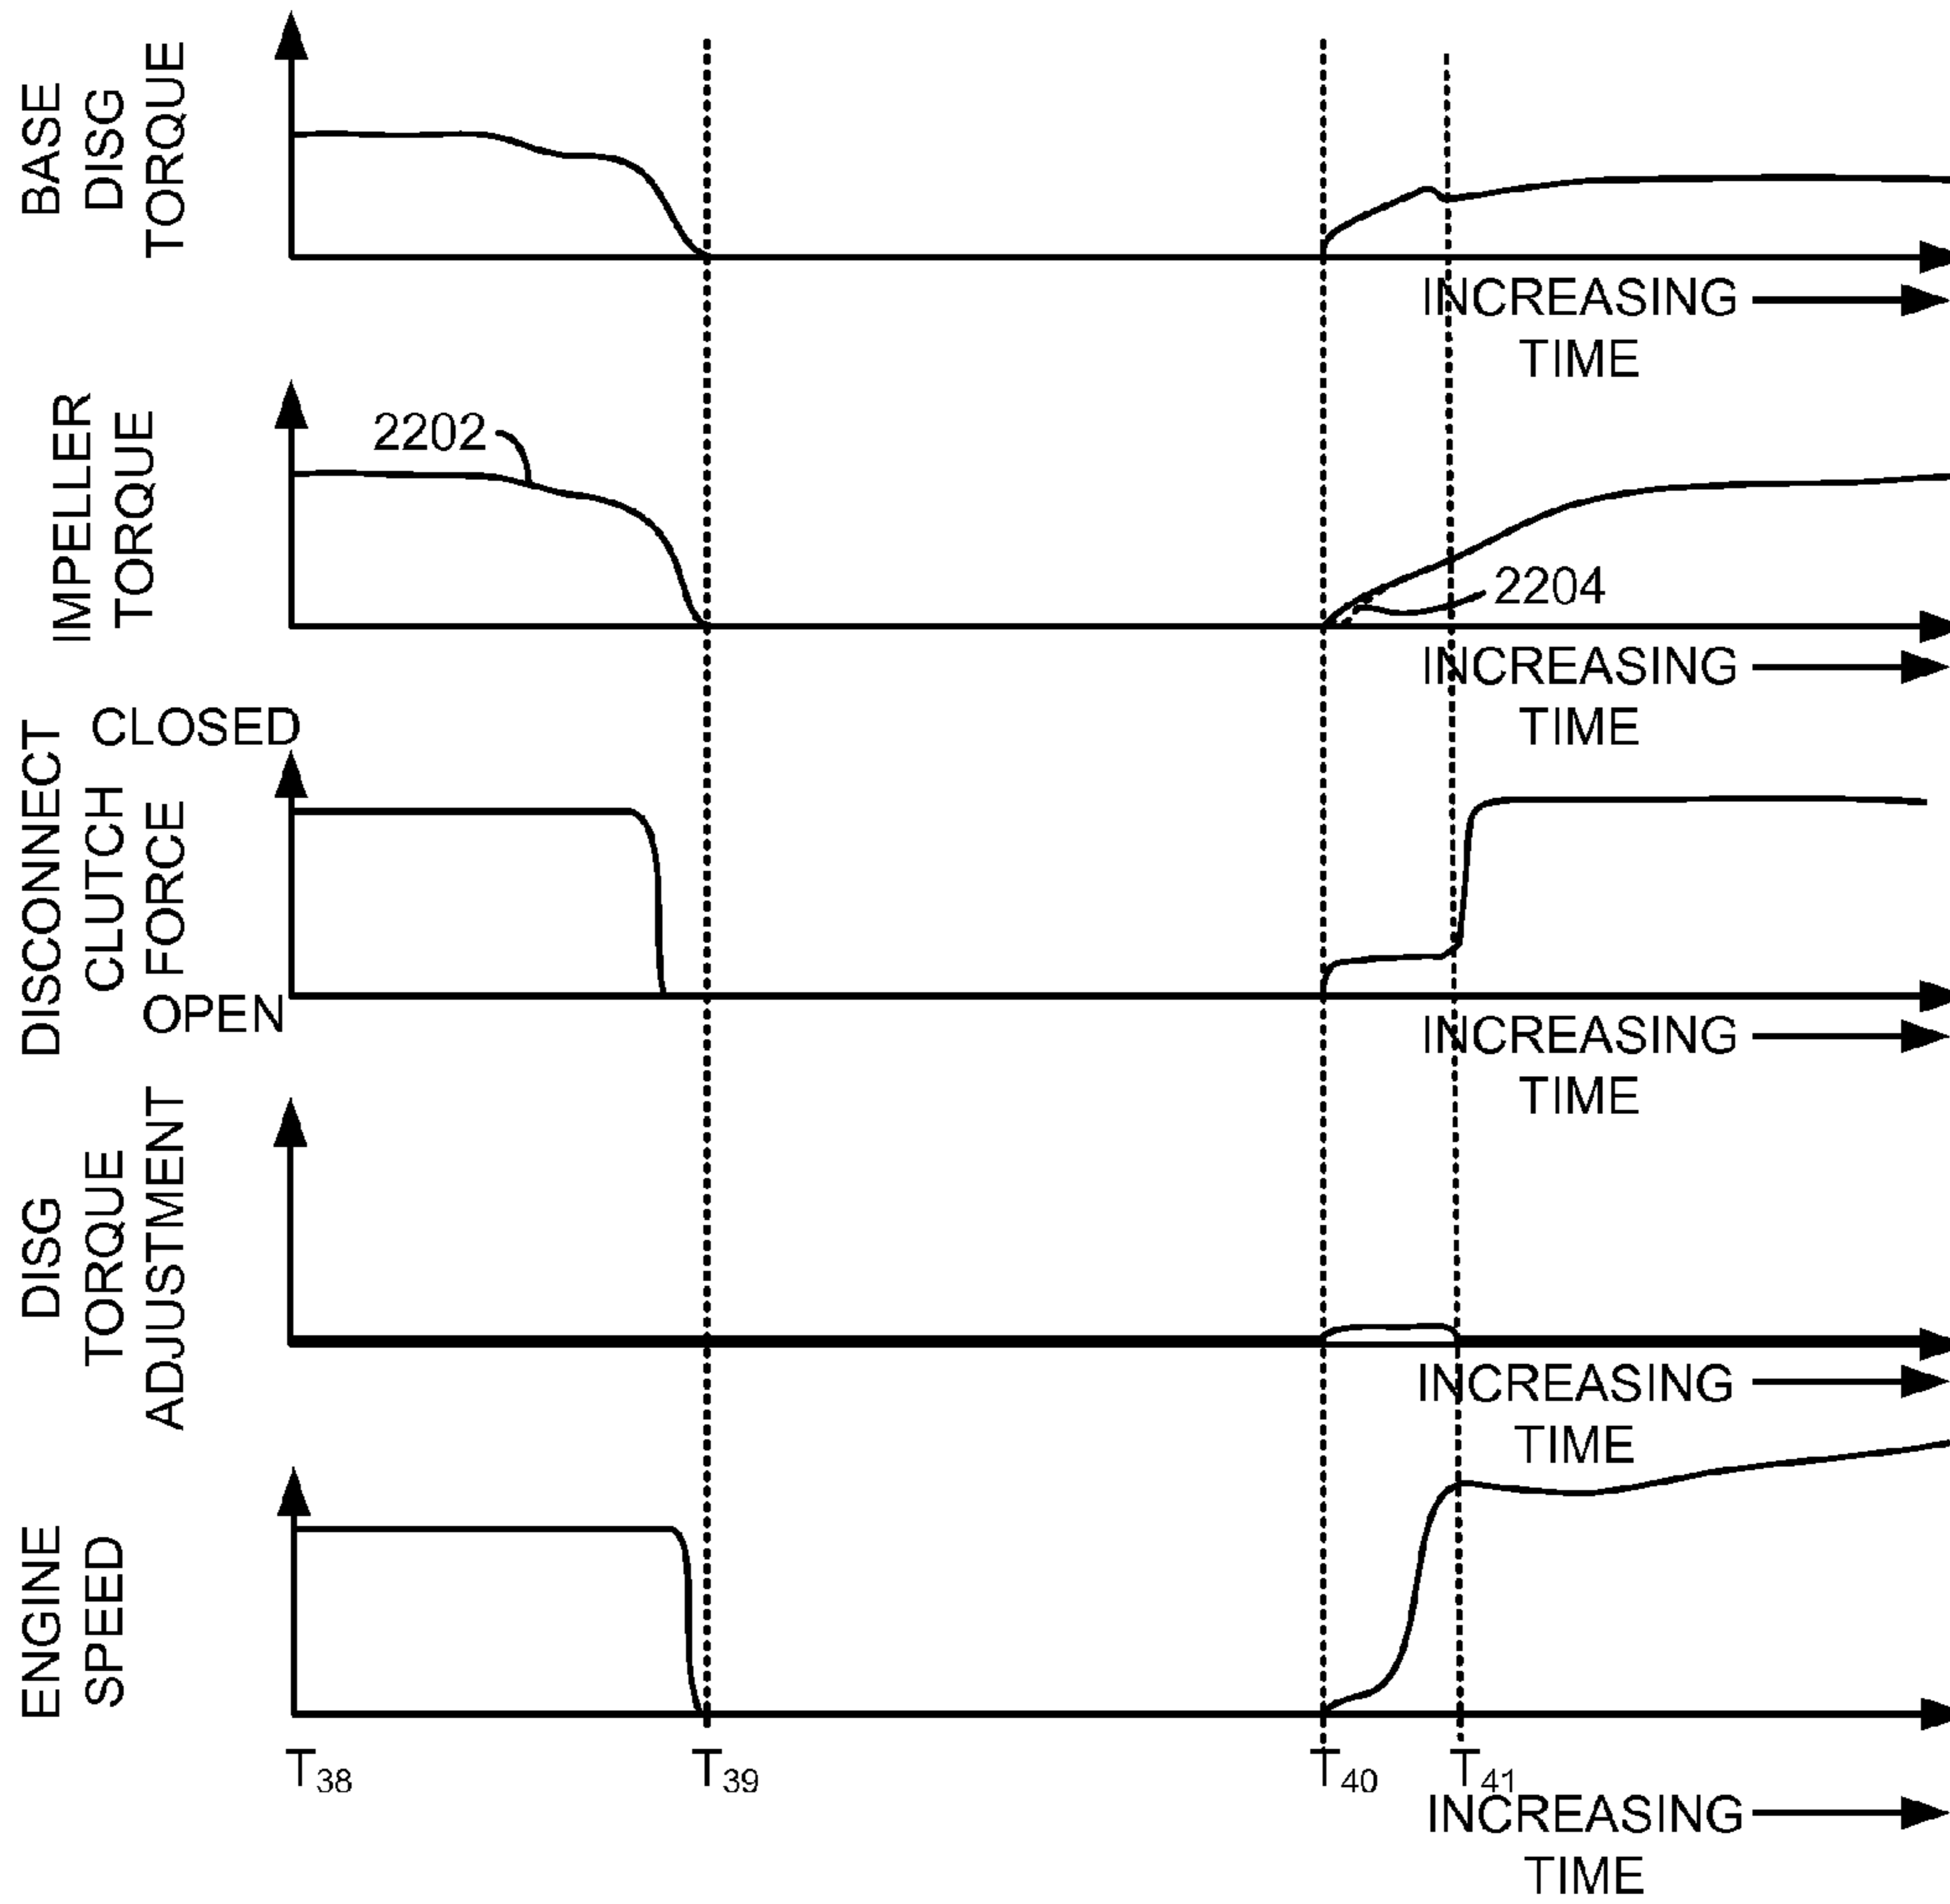 BASE
DISG
TORQUE
INCREASING
TIME
IMPELLER
TORQUE
2202
2204
INCREASING
TIME
DISCONNECT
CLUTCH
FORCE
CLOSED
OPEN
INCREASING
TIME
DISG
TORQUE
ADJUSTMENT
INCREASING
TIME
ENGINE
SPEED
T38
T39
T40
T41
INCREASING
TIME